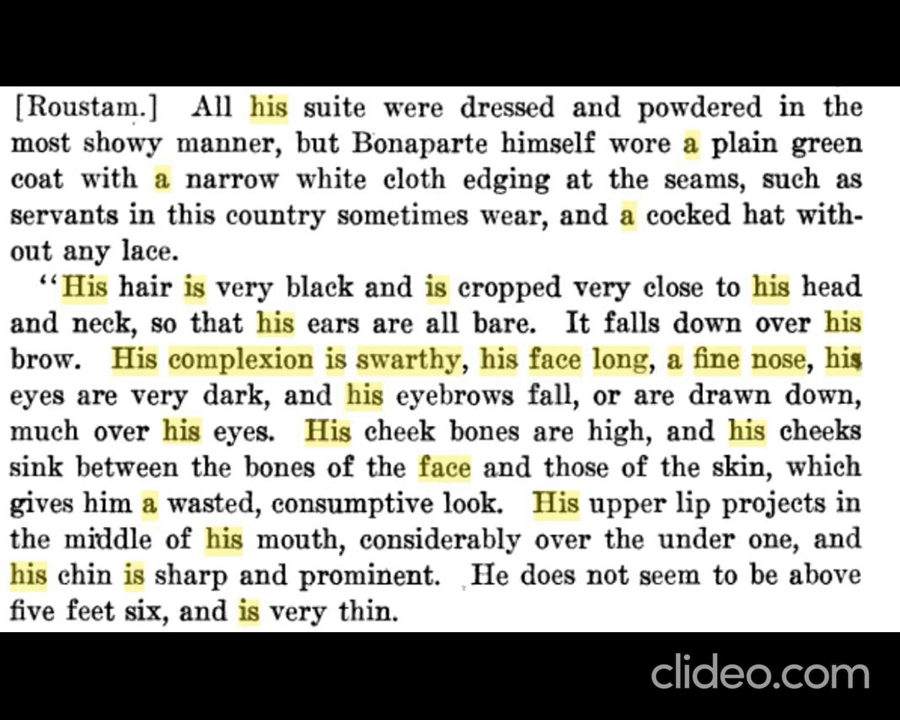 [Roustam.] All his suite were dressed and powdered in the
most showy manner, but Bonaparte himself wore a plain green
coat with a narrow white cloth edging at the seams, such as
servants in this country sometimes wear, and a cocked hat with-
out any lace.
“His hair is very black and is cropped very close to his head
and neck, so that his ears are all bare. It falls down over his
brow. His complexion is swarthy, his face long, a fine nose, his
eyes are very dark, and his eyebrows fall, or are drawn down,
much over his eyes. His cheek bones are high, and his cheeks
sink between the bones of the face and those of the skin, which
gives him a wasted, consumptive look. His upper lip projects in
the middle of his mouth, considerably over the under one, and
his chin is sharp and prominent. He does not seem to be above
five feet six, and is very thin.
clideo.com